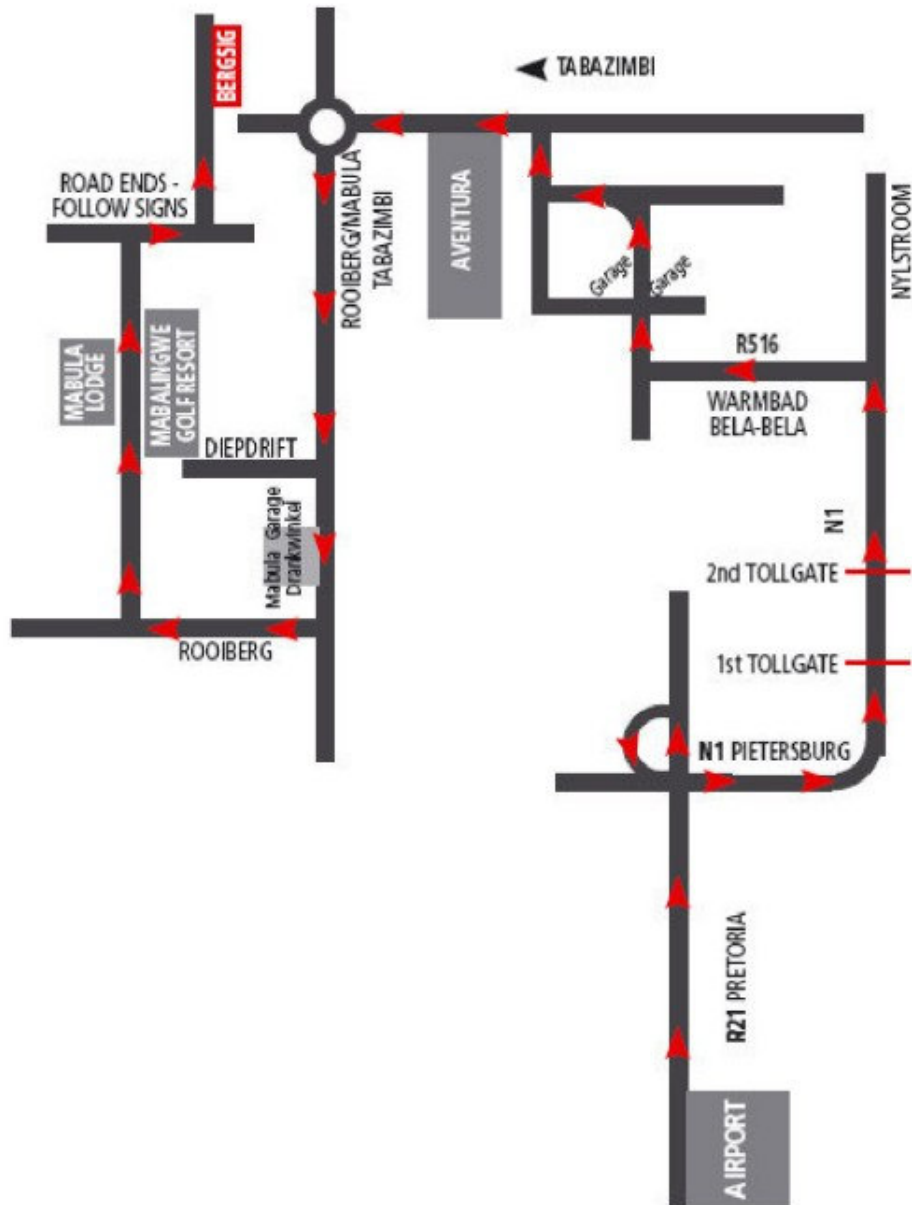 TABAZIMBI
BERGSIG
ROAD ENDS -
FOLLOW SIGNS
ROOIBERG/MABULA
TABAZIMBI
AVENTURA
Garage
Garage
NYLSTROOM
R516
WARMBAD
BELA-BELA
MABULA
LODGE
MABALINGWE
GOLF RESORT
DIEPDRIFT
Mabula Garage
Drankwinkel
ROOIBERG
N1
2nd TOLLGATE
1st TOLLGATE
N1 PIETERSBURG
R21 PRETORIA
AIRPORT